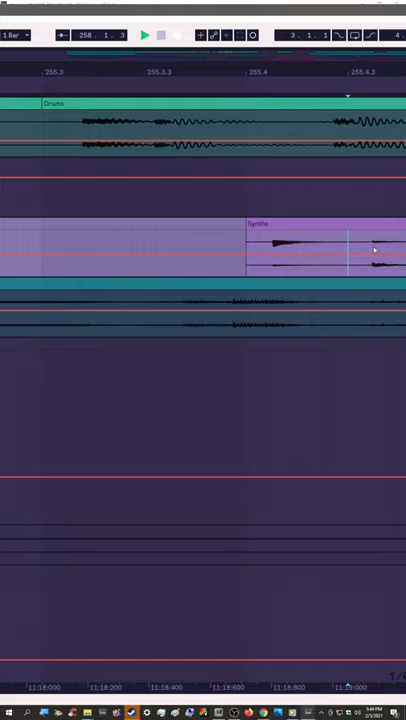 1 Bar
258 . 1 . 3
3 . 1 . 1
4 .
255.3
255.3.3
255.4
255.4.3
Drums
Synths
1/
11:18:000
11:18:200
11:18:400
11:18:600
11:18:800
11:19:000
5:44 PM
2/5/2021